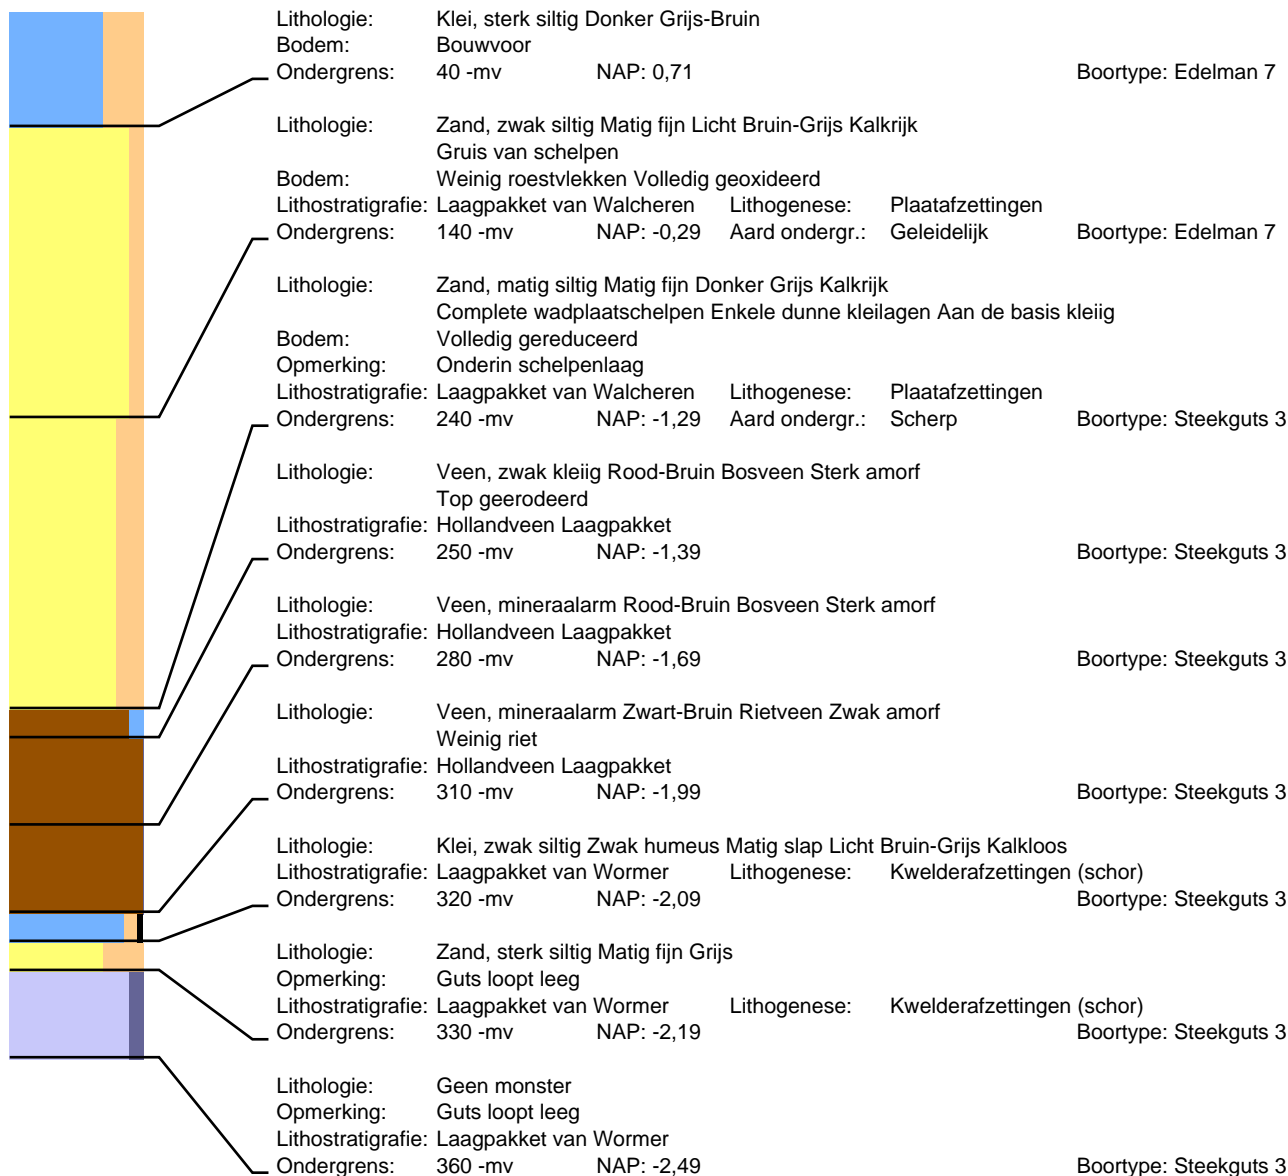 Lithologie: Klei, sterk siltig Donker Grijs-Bruin
Bodem: Bouwvoor
Ondergrens: 40 -mv NAP: 0,71 Boortype: Edelman 7
Lithologie: Zand, zwak siltig Matig fijn Licht Bruin-Grijs Kalkrijk
Gruis van schelpen
Bodem: Weinig roestvlekken Volledig geoxideerd
Lithostratigrafie: Laagpakket van Walcheren Lithogenese: Plaatafzettingen
Ondergrens: 140 -mv NAP: -0,29 Aard ondergr.: Geleidelijk Boortype: Edelman 7
Lithologie: Zand, matig siltig Matig fijn Donker Grijs Kalkrijk
Complete wadplaatschelpen Enkele dunne kleilagen Aan de basis kleiig
Bodem: Volledig gereduceerd
Opmerking: Onderin schelpenlaag
Lithostratigrafie: Laagpakket van Walcheren Lithogenese: Plaatafzettingen
Ondergrens: 240 -mv NAP: -1,29 Aard ondergr.: Scherp Boortype: Steekguts 3
Lithologie: Veen, zwak kleiig Rood-Bruin Bosveen Sterk amorf
Top geerodeerd
Lithostratigrafie: Hollandveen Laagpakket
Ondergrens: 250 -mv NAP: -1,39 Boortype: Steekguts 3
Lithologie: Veen, mineraalarm Rood-Bruin Bosveen Sterk amorf
Lithostratigrafie: Hollandveen Laagpakket
Ondergrens: 280 -mv NAP: -1,69 Boortype: Steekguts 3
Lithologie: Veen, mineraalarm Zwart-Bruin Rietveen Zwak amorf
Weinig riet
Lithostratigrafie: Hollandveen Laagpakket
Ondergrens: 310 -mv NAP: -1,99 Boortype: Steekguts 3
Lithologie: Klei, zwak siltig Zwak humeus Matig slap Licht Bruin-Grijs Kalkloos
Lithostratigrafie: Laagpakket van Wormer Lithogenese: Kwelderafzettingen (schor)
Ondergrens: 320 -mv NAP: -2,09 Boortype: Steekguts 3
Lithologie: Zand, sterk siltig Matig fijn Grijs
Opmerking: Guts loopt leeg
Lithostratigrafie: Laagpakket van Wormer Lithogenese: Kwelderafzettingen (schor)
Ondergrens: 330 -mv NAP: -2,19 Boortype: Steekguts 3
Lithologie: Geen monster
Opmerking: Guts loopt leeg
Lithostratigrafie: Laagpakket van Wormer
Ondergrens: 360 -mv NAP: -2,49 Boortype: Steekguts 3